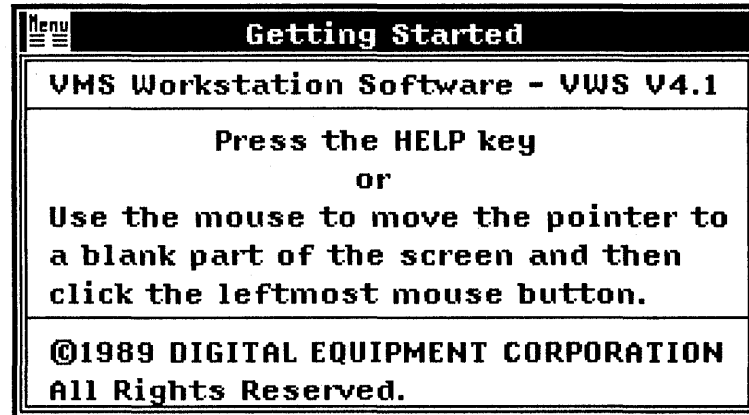 Menu
Getting Started
VMS Workstation Software - VWS V4.1
Press the HELP key
or
Use the mouse to move the pointer to
a blank part of the screen and then
click the leftmost mouse button.
©1989 DIGITAL EQUIPMENT CORPORATION
All Rights Reserved.